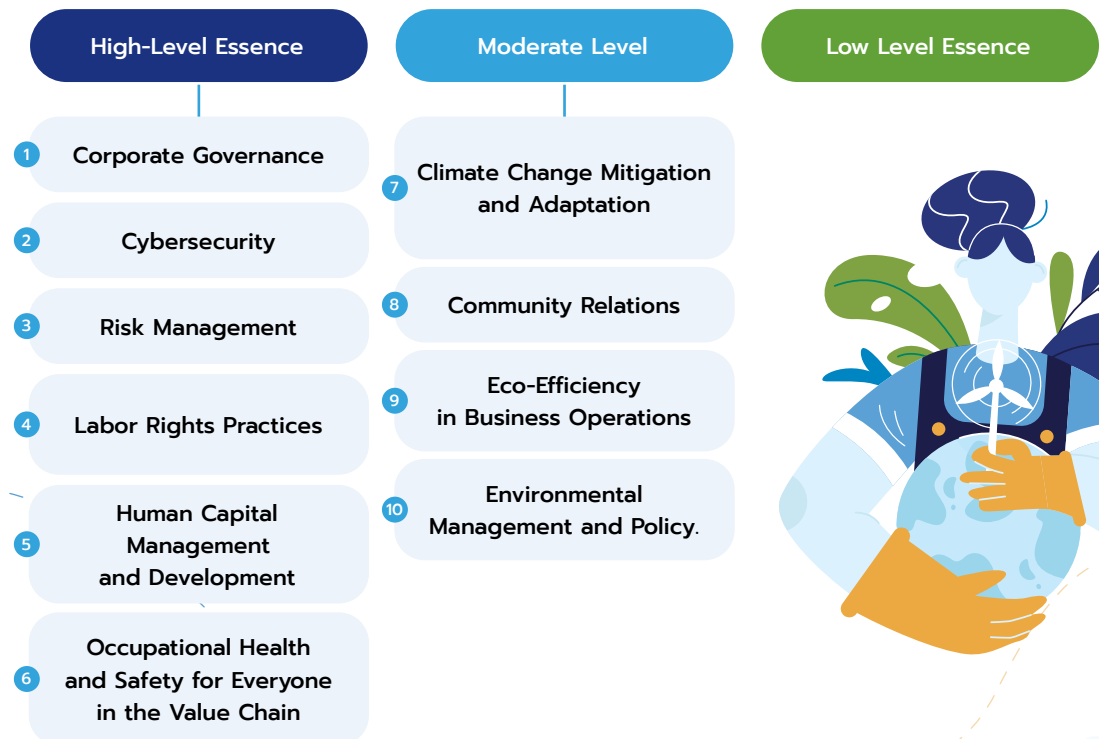 High-Level Essence
Moderate Level
Low Level Essence
1
Corporate Governance
2
Cybersecurity
3
Risk Management
4
Labor Rights Practices
5
Human Capital
Management
and Development
6
Occupational Health
and Safety for Everyone
in the Value Chain
7
Climate Change Mitigation
and Adaptation
8
Community Relations
9
Eco-Efficiency
in Business Operations
10
Environmental
Management and Policy.